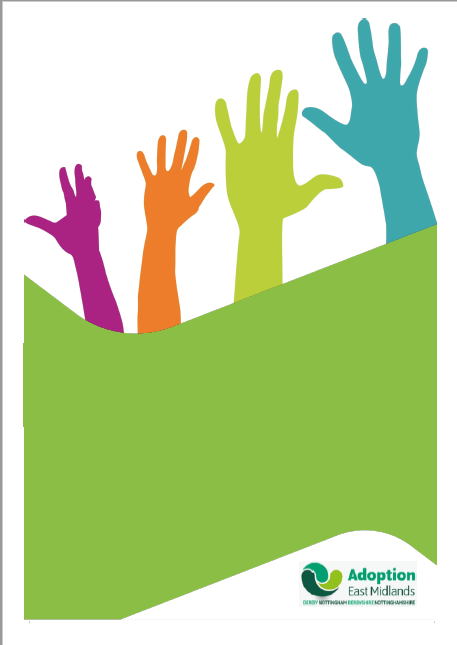 Adoption
East Midlands
DERBY NOTTINGHAM DERBYSHIRE NOTTINGHAMSHIRE